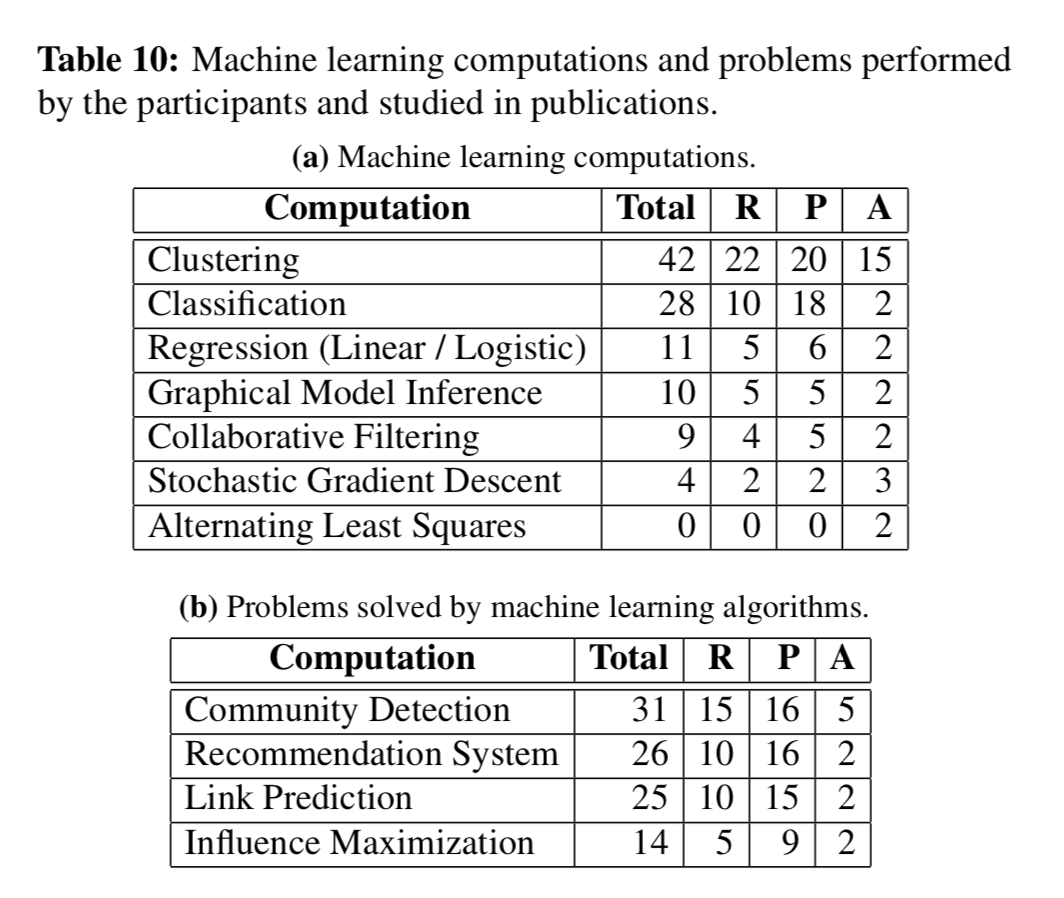 Table 10: Machine learning computations and problems performed
by the participants and studied in publications.
(a) Machine learning computations.
Computation Total R P A
Clustering 42 22 20 15
Classification 28 10 18 2
Regression (Linear / Logistic) 11 5 6 2
Graphical Model Inference 10 5 5 2
Collaborative Filtering 9 4 5 2
Stochastic Gradient Descent 4 2 2 3
Alternating Least Squares 0 0 0 2
(b) Problems solved by machine learning algorithms.
Computation Total R P A
Community Detection 31 15 16 5
Recommendation System 26 10 16 2
Link Prediction 25 10 15 2
Influence Maximization 14 5 9 2